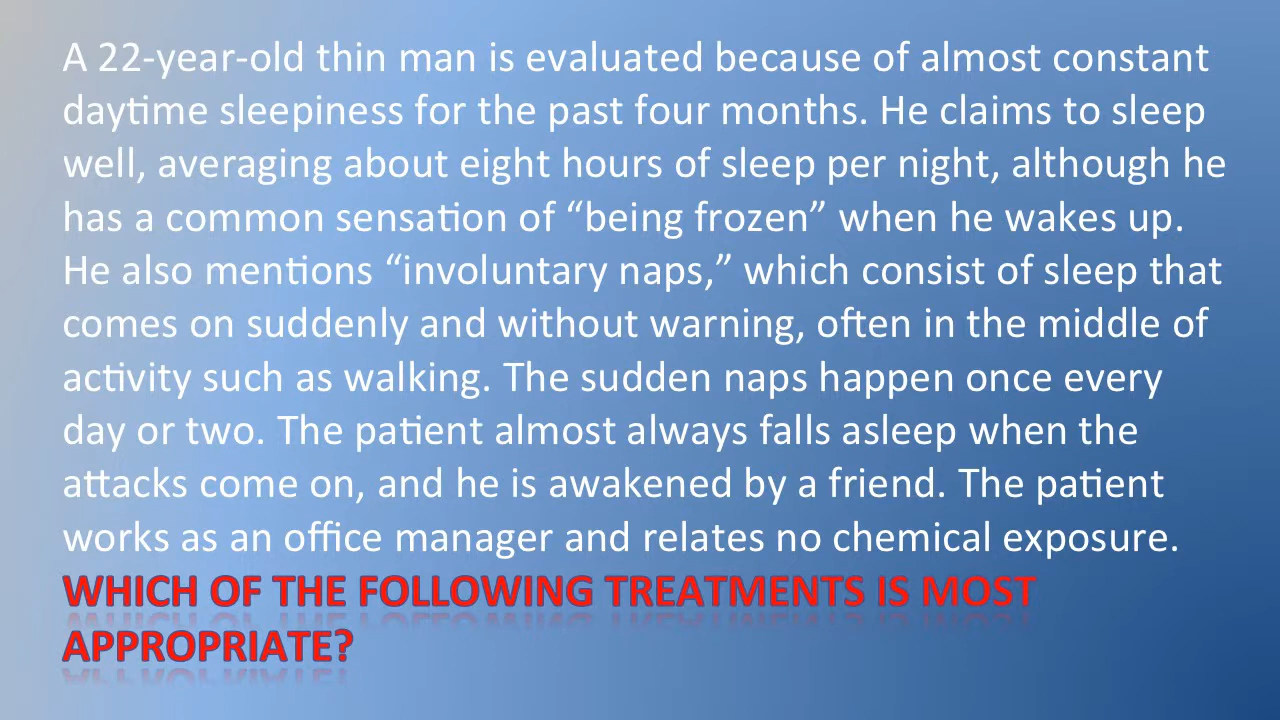 A 22-year-old thin man is evaluated because of almost constant
daytime sleepiness for the past four months. He claims to sleep
well, averaging about eight hours of sleep per night, although he
has a common sensation of “being frozen” when he wakes up.
He also mentions “involuntary naps,” which consist of sleep that
comes on suddenly and without warning, often in the middle of
activity such as walking. The sudden naps happen once every
day or two. The patient almost always falls asleep when the
attacks come on, and he is awakened by a friend. The patient
works as an office manager and relates no chemical exposure.
WHICH OF THE FOLLOWING TREATMENTS IS MOST
APPROPRIATE?